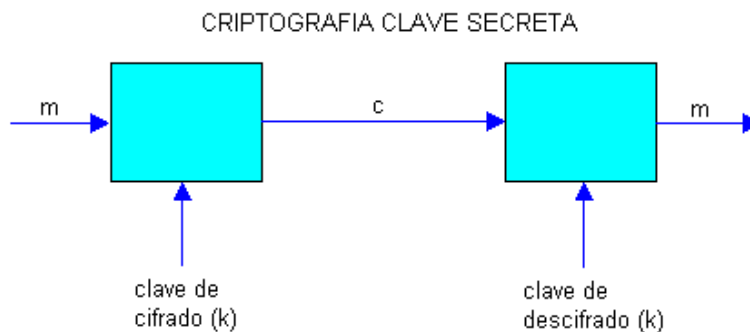 CRIPTOGRAFIA CLAVE SECRETA
m
c
m
clave de
cifrado (k)
clave de
descifrado (k)